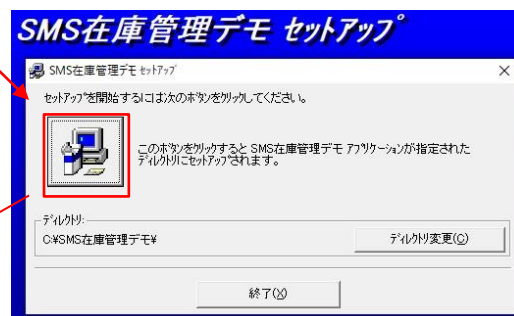 SMS在庫管理デモ セットアップ
SMS在庫管理デモ セットアップ
セットアップを開始するには次のボタンをクリックしてください。
このボタンをクリックすると SMS在庫管理デモ アプリケーションが指定された
ディレクトリにセットアップされます。
ディレクトリ:
C:¥SMS在庫管理デモ¥
ディレクトリ変更(C)
終了(X)